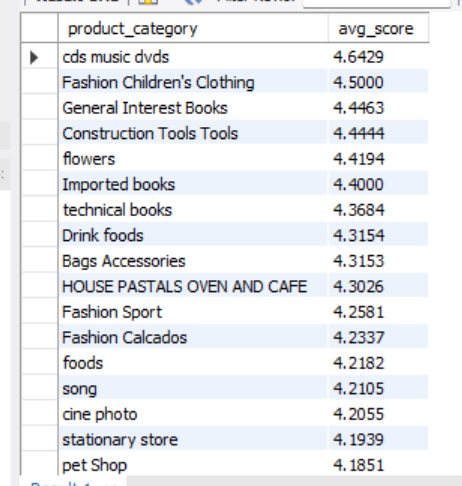 product_category avg_score
cds music dvds 4.6429
Fashion Children's Clothing 4.5000
General Interest Books 4.4463
Construction Tools Tools 4.4444
flowers 4.4194
Imported books 4.4000
technical books 4.3684
Drink foods 4.3154
Bags Accessories 4.3153
HOUSE PASTALS OVEN AND CAFE 4.3026
Fashion Sport 4.2581
Fashion Calcados 4.2337
foods 4.2182
song 4.2105
cine photo 4.2055
stationary store 4.1939
pet Shop 4.1851